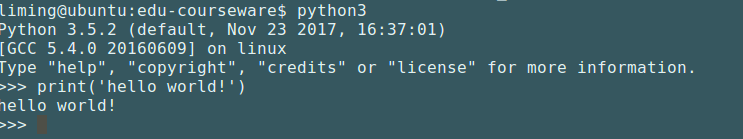 liming@ubuntu:edu-courseware$ python3
Python 3.5.2 (default, Nov 23 2017, 16:37:01)
[GCC 5.4.0 20160609] on linux
Type "help", "copyright", "credits" or "license" for more information.
>>> print('hello world!')
hello world!
>>>